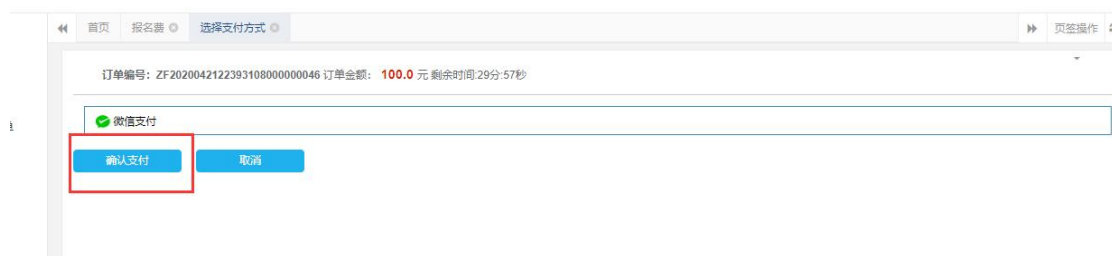 首页 报名费 选择支付方式 页签操作
订单编号：ZF2020042122393108000000046 订单金额： 100.0 元 剩余时间:29分:57秒
微信支付
确认支付 取消